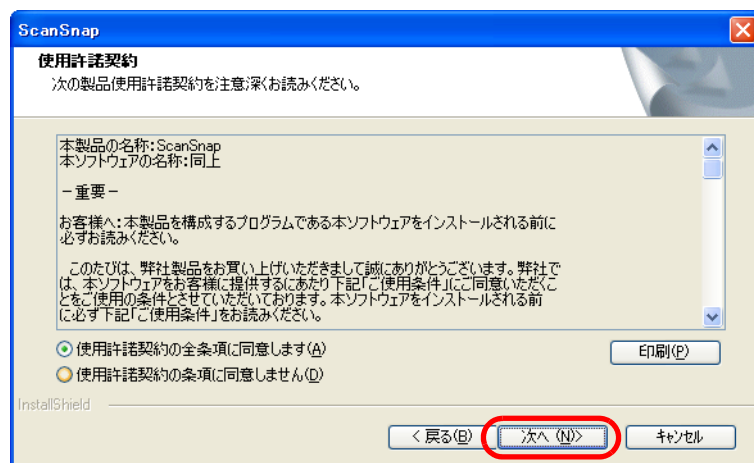 ScanSnap
使用許諾契約
次の製品使用許諾契約を注意深くお読みください。
本製品の名称:ScanSnap
本ソフトウェアの名称:同上
－重要－
お客様へ:本製品を構成するプログラムである本ソフトウェアをインストールされる前に
必ずお読みください。
このたびは、弊社製品をお買い上げいただきまして誠にありがとうございます。弊社で
は、本ソフトウェアをお客様に提供するにあたり下記「ご使用条件」にご同意いただくこ
とをご使用の条件とさせていただいております。本ソフトウェアをインストールされる前
に必ず下記「ご使用条件」をお読みください。
使用許諾契約の全条項に同意します(A)
印刷(P)
使用許諾契約の条項に同意しません(D)
InstallShield
< 戻る(B) 次へ (N)> キャンセル